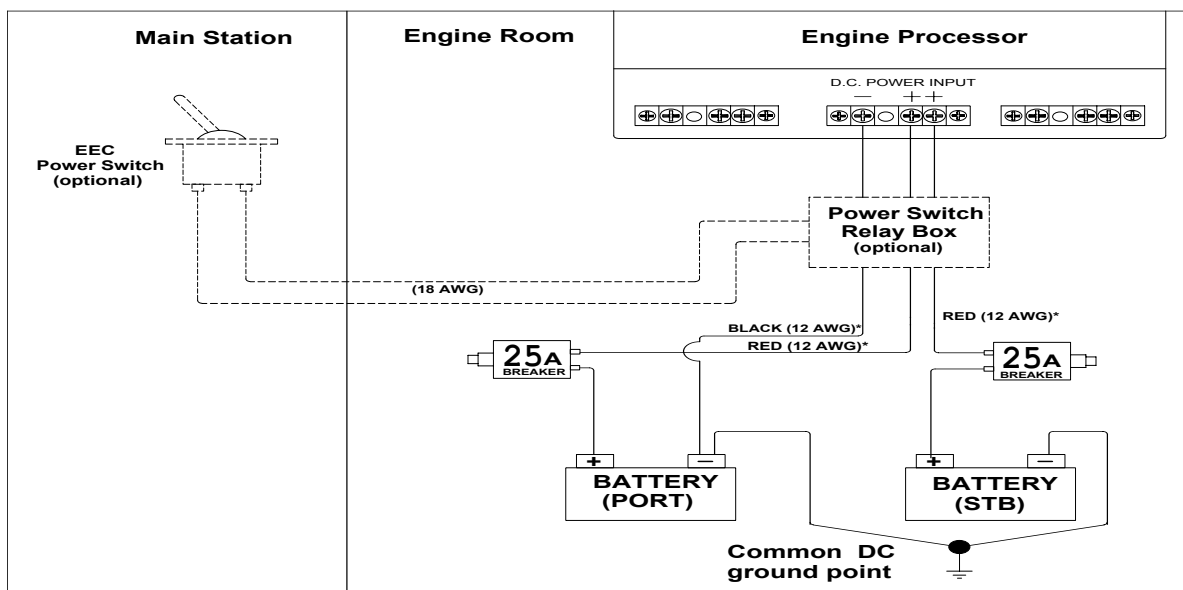 Main Station
Engine Room
Engine Processor
D.C. POWER INPUT
— + +
EEC
Power Switch
(optional)
Power Switch
Relay Box
(optional)
(18 AWG)
BLACK (12 AWG)*
RED (12 AWG)*
RED (12 AWG)*
25A
BREAKER
25A
BREAKER
+ —
BATTERY
(PORT)
+ —
BATTERY
(STB)
Common DC
ground point